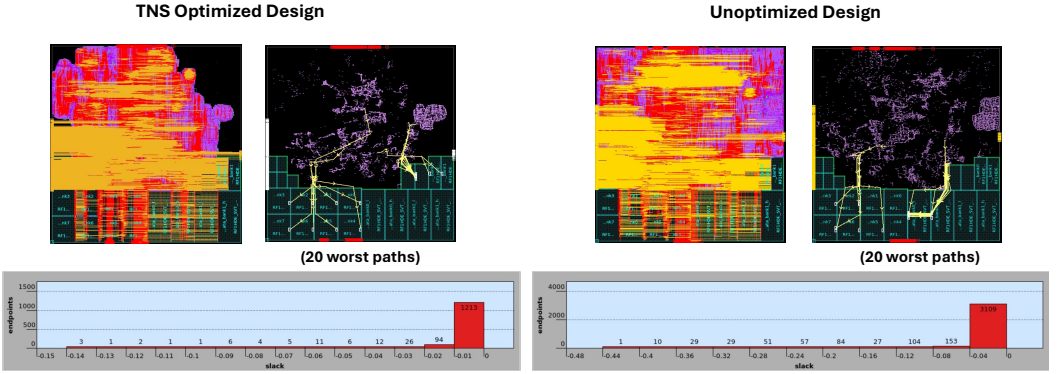 TNS Optimized Design
Unoptimized Design
(20 worst paths)
(20 worst paths)
1500
1000
500
0
endpoints
3 1 2 1 1 6 4 5 11 6 12 26 94 1213
-0.15 -0.14 -0.13 -0.12 -0.11 -0.1 -0.09 -0.08 -0.07 -0.06 -0.05 -0.04 -0.03 -0.02 -0.01 0
slack
4000
2000
0
endpoints
1 10 29 29 51 57 84 27 104 153 3109
-0.48 -0.44 -0.4 -0.36 -0.32 -0.28 -0.24 -0.2 -0.16 -0.12 -0.08 -0.04 0
slack